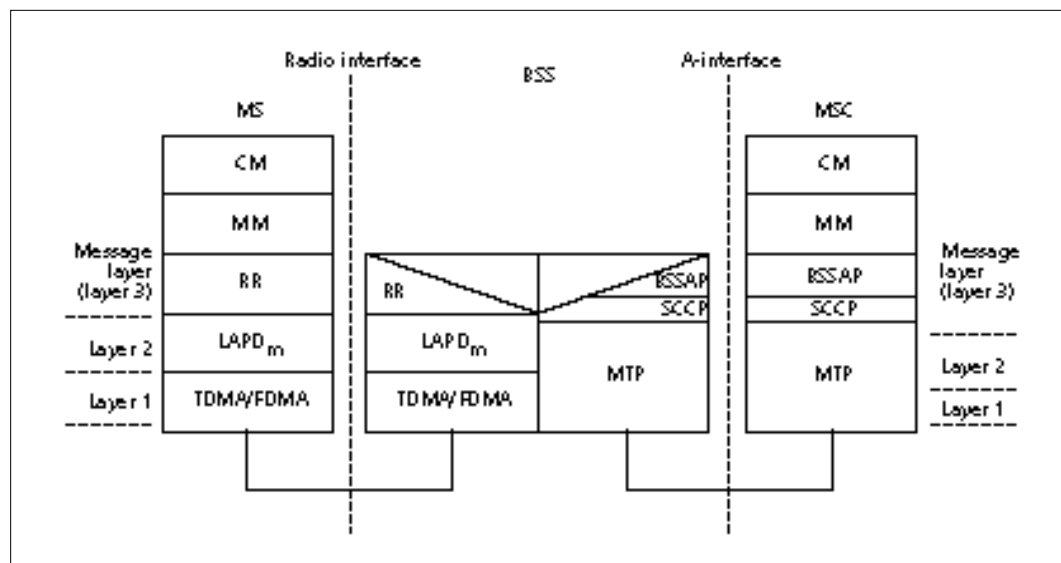 Radio interface
BSS
A-interface
MS
MSC
CM
CM
MM
MM
Message
layer
(layer 3)
RR
RR
BSSAP
SCCP
BSSAP
SCCP
Message
layer
(layer 3)
Layer 2
LAPDm
LAPDm
MTP
MTP
Layer 2
Layer 1
TDMA/FDMA
TDMA/FDMA
Layer 1